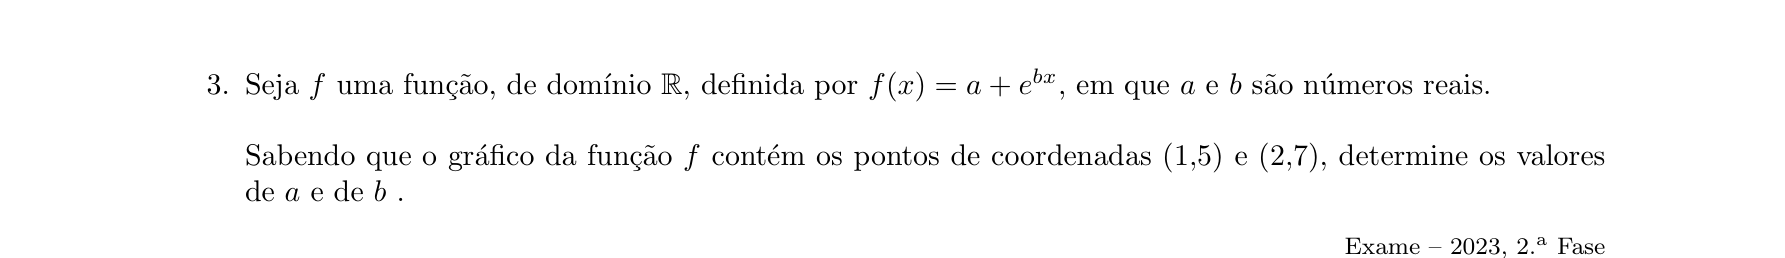 3. Seja f uma função, de domínio ℝ, definida por f(x) = a + e^{bx}, em que a e b são números reais.
Sabendo que o gráfico da função f contém os pontos de coordenadas (1,5) e (2,7), determine os valores
de a e de b .
Exame – 2023, 2.ª Fase